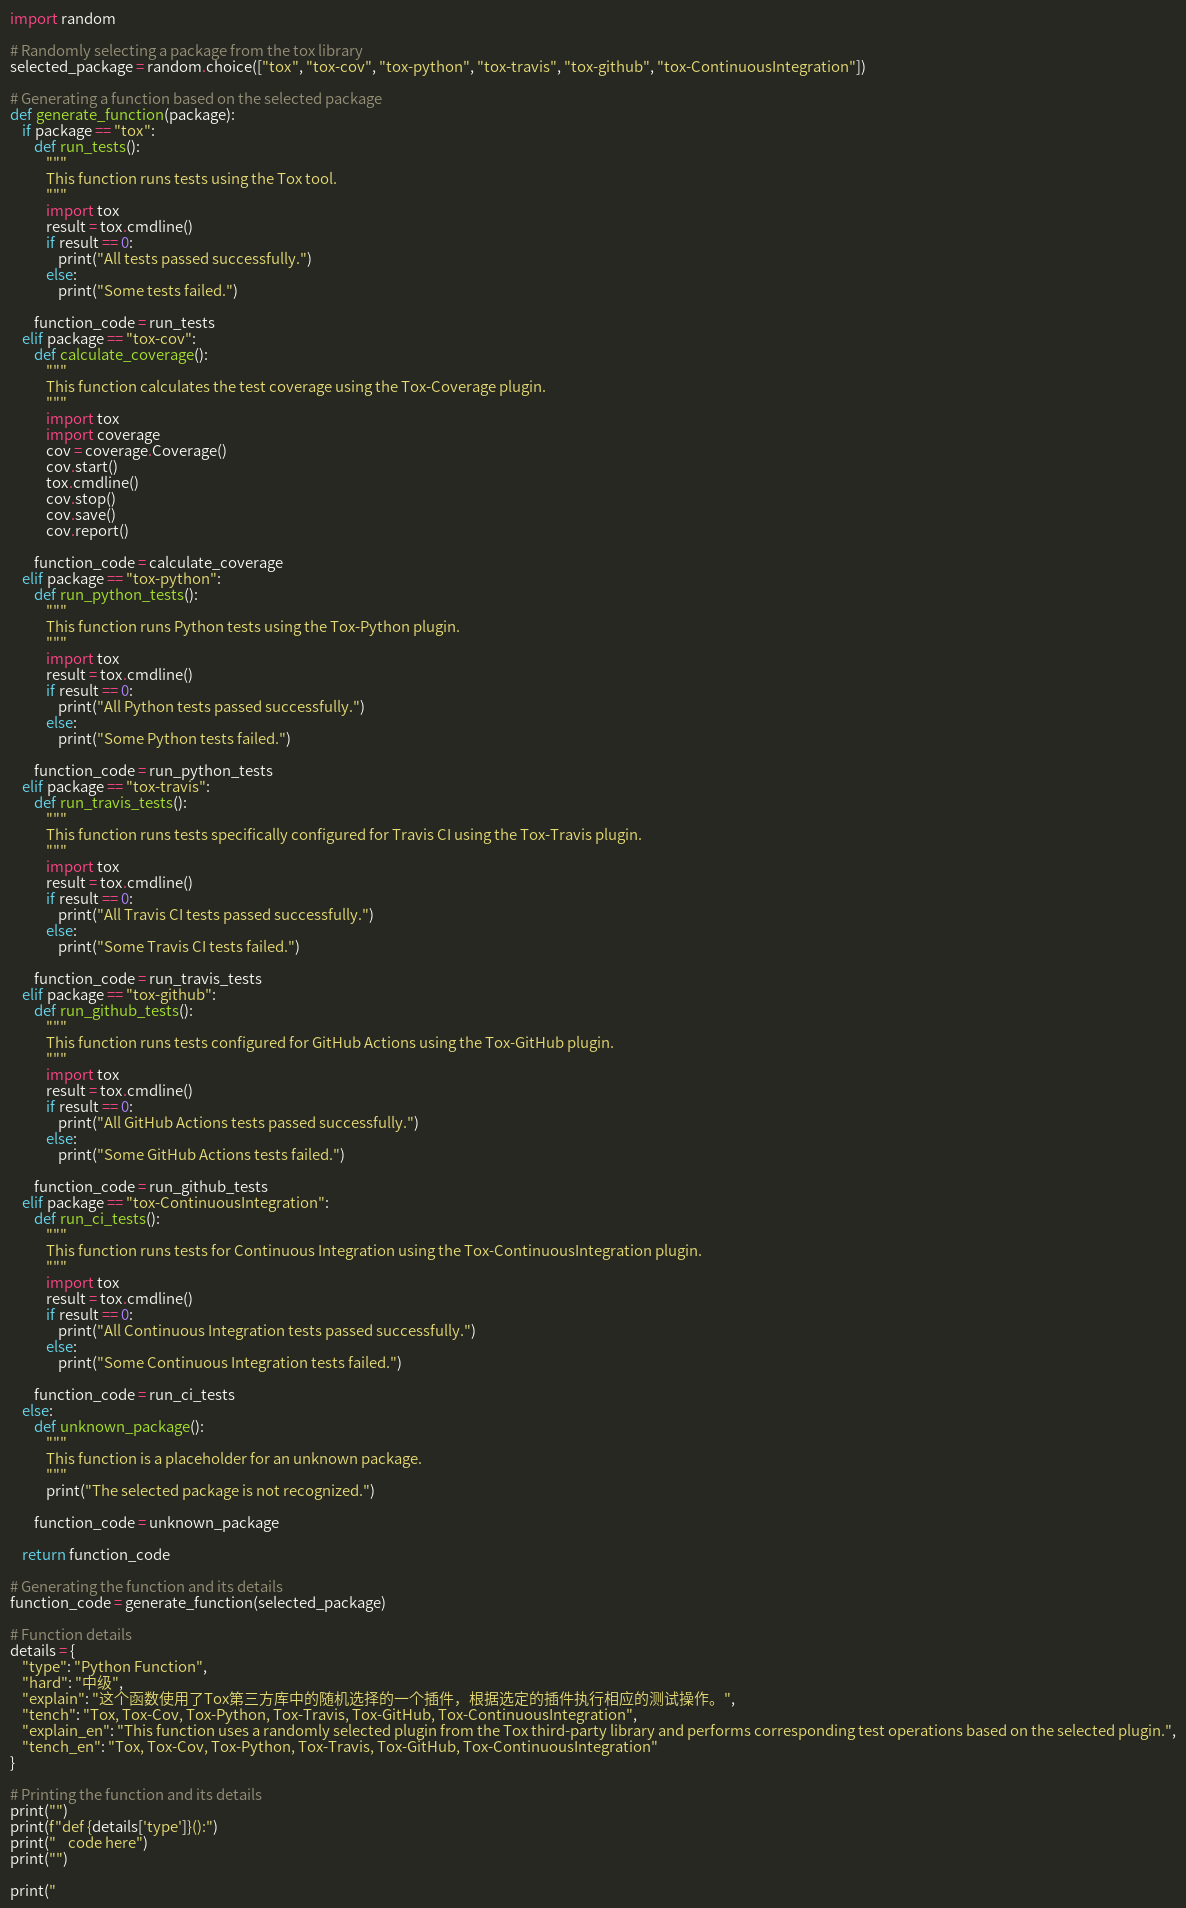 import random

# Randomly selecting a package from the tox library
selected_package = random.choice(["tox", "tox-cov", "tox-python", "tox-travis", "tox-github", "tox-ContinuousIntegration"])

# Generating a function based on the selected package
def generate_function(package):
    if package == "tox":
        def run_tests():
            """
            This function runs tests using the Tox tool.
            """
            import tox
            result = tox.cmdline()
            if result == 0:
                print("All tests passed successfully.")
            else:
                print("Some tests failed.")

        function_code = run_tests
    elif package == "tox-cov":
        def calculate_coverage():
            """
            This function calculates the test coverage using the Tox-Coverage plugin.
            """
            import tox
            import coverage
            cov = coverage.Coverage()
            cov.start()
            tox.cmdline()
            cov.stop()
            cov.save()
            cov.report()

        function_code = calculate_coverage
    elif package == "tox-python":
        def run_python_tests():
            """
            This function runs Python tests using the Tox-Python plugin.
            """
            import tox
            result = tox.cmdline()
            if result == 0:
                print("All Python tests passed successfully.")
            else:
                print("Some Python tests failed.")

        function_code = run_python_tests
    elif package == "tox-travis":
        def run_travis_tests():
            """
            This function runs tests specifically configured for Travis CI using the Tox-Travis plugin.
            """
            import tox
            result = tox.cmdline()
            if result == 0:
                print("All Travis CI tests passed successfully.")
            else:
                print("Some Travis CI tests failed.")

        function_code = run_travis_tests
    elif package == "tox-github":
        def run_github_tests():
            """
            This function runs tests configured for GitHub Actions using the Tox-GitHub plugin.
            """
            import tox
            result = tox.cmdline()
            if result == 0:
                print("All GitHub Actions tests passed successfully.")
            else:
                print("Some GitHub Actions tests failed.")

        function_code = run_github_tests
    elif package == "tox-ContinuousIntegration":
        def run_ci_tests():
            """
            This function runs tests for Continuous Integration using the Tox-ContinuousIntegration plugin.
            """
            import tox
            result = tox.cmdline()
            if result == 0:
                print("All Continuous Integration tests passed successfully.")
            else:
                print("Some Continuous Integration tests failed.")

        function_code = run_ci_tests
    else:
        def unknown_package():
            """
            This function is a placeholder for an unknown package.
            """
            print("The selected package is not recognized.")

        function_code = unknown_package

    return function_code

# Generating the function and its details
function_code = generate_function(selected_package)

# Function details
details = {
    "type": "Python Function",
    "hard": "中级",
    "explain": "这个函数使用了Tox第三方库中的随机选择的一个插件，根据选定的插件执行相应的测试操作。",
    "tench": "Tox, Tox-Cov, Tox-Python, Tox-Travis, Tox-GitHub, Tox-ContinuousIntegration",
    "explain_en": "This function uses a randomly selected plugin from the Tox third-party library and performs corresponding test operations based on the selected plugin.",
    "tench_en": "Tox, Tox-Cov, Tox-Python, Tox-Travis, Tox-GitHub, Tox-ContinuousIntegration"
}

# Printing the function and its details
print("")
print(f"def {details['type']}():")
print("    code here")
print("")

print("